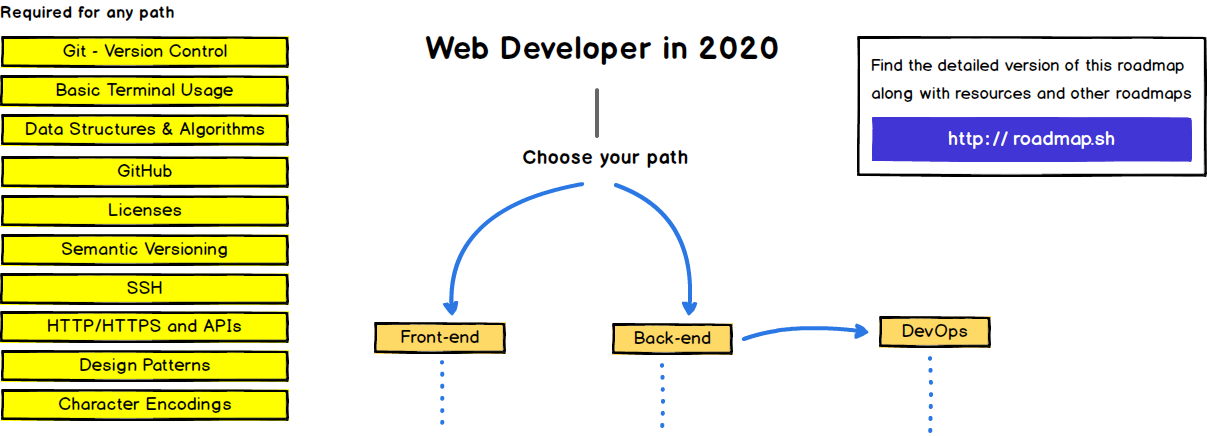 Required for any path
Git - Version Control
Basic Terminal Usage
Data Structures & Algorithms
GitHub
Licenses
Semantic Versioning
SSH
HTTP/HTTPS and APIs
Design Patterns
Character Encodings
Web Developer in 2020
Choose your path
Front-end
Back-end
DevOps
Find the detailed version of this roadmap
along with resources and other roadmaps
http:// roadmap.sh